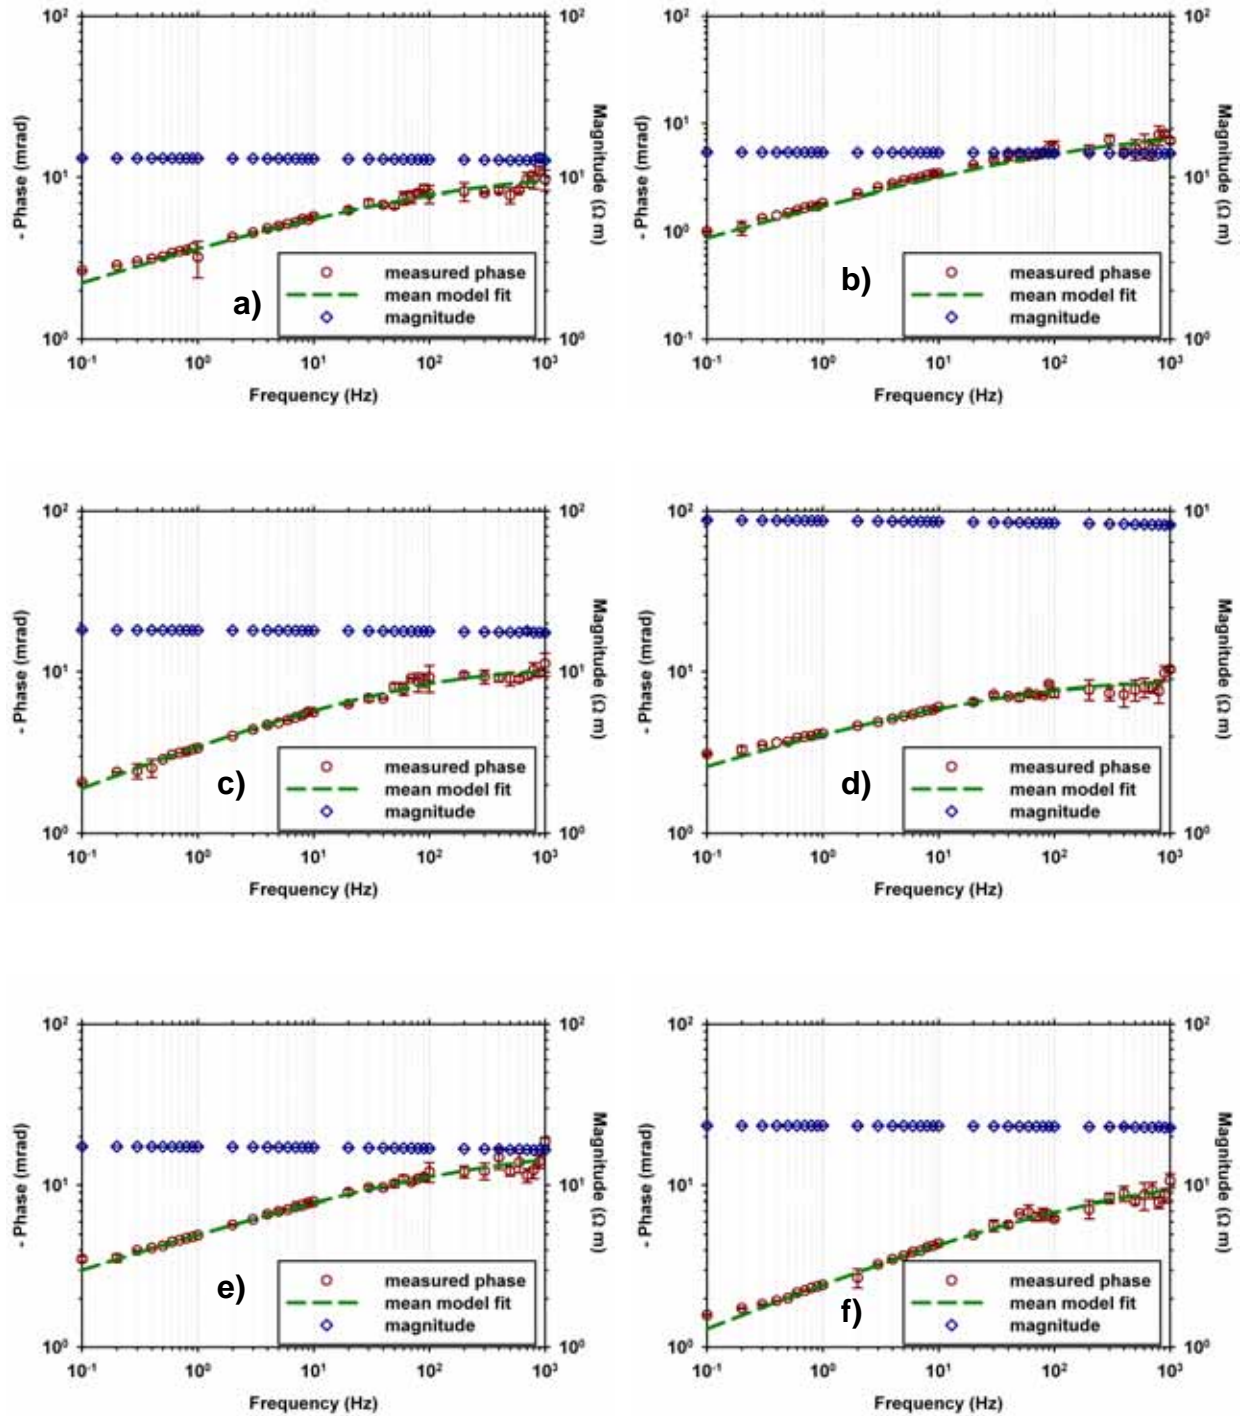 10² 10² 10² 10²
- Phase (mrad) Magnitude (Ω m) - Phase (mrad) Magnitude (Ω m)
10¹ 10¹ 10¹ 10¹
10⁰
measured phase measured phase
mean model fit mean model fit
magnitude magnitude
a) b)
10⁰ 10⁰ 10⁻¹ 10⁰
10⁻¹ 10⁰ 10¹ 10² 10³ 10⁻¹ 10⁰ 10¹ 10² 10³
Frequency (Hz) Frequency (Hz)
10² 10² 10² 10¹
- Phase (mrad) Magnitude (Ω m) - Phase (mrad) Magnitude (Ω m)
10¹ 10¹ 10¹
measured phase measured phase
mean model fit mean model fit
magnitude magnitude
c) d)
10⁰ 10⁰ 10⁰ 10⁰
10⁻¹ 10⁰ 10¹ 10² 10³ 10⁻¹ 10⁰ 10¹ 10² 10³
Frequency (Hz) Frequency (Hz)
10² 10² 10² 10²
- Phase (mrad) Magnitude (Ω m) - Phase (mrad) Magnitude (Ω m)
10¹ 10¹ 10¹ 10¹
measured phase measured phase
mean model fit mean model fit
magnitude magnitude
e) f)
10⁰ 10⁰ 10⁰ 10⁰
10⁻¹ 10⁰ 10¹ 10² 10³ 10⁻¹ 10⁰ 10¹ 10² 10³
Frequency (Hz) Frequency (Hz)